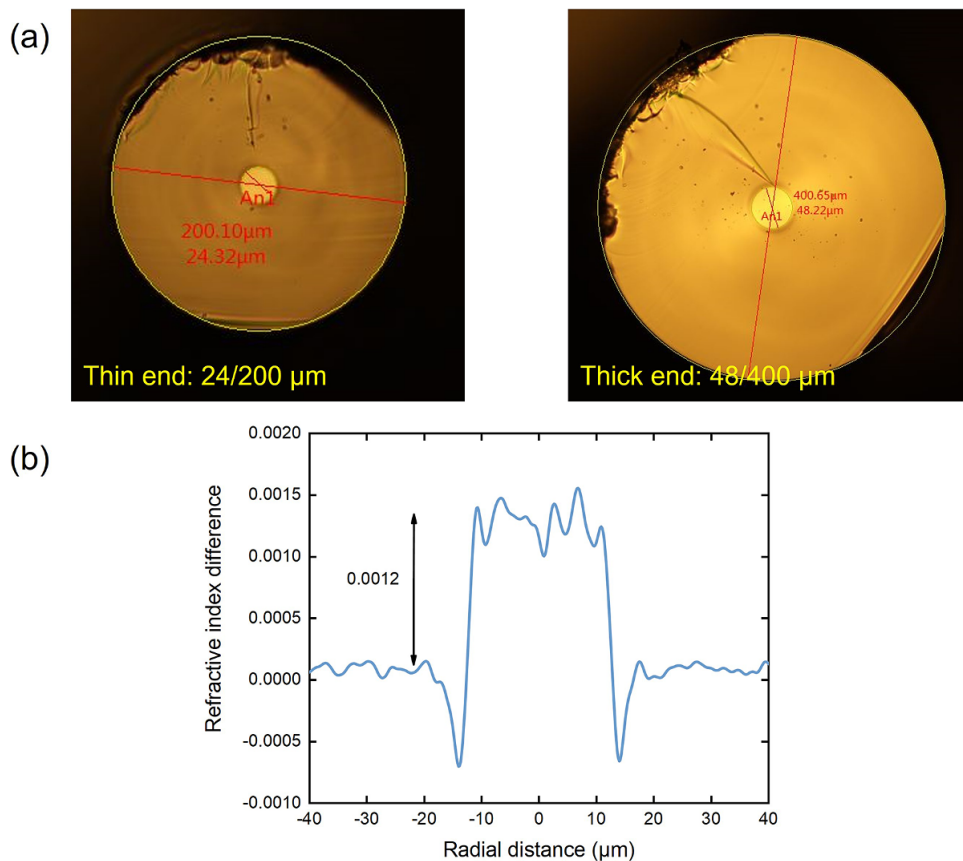 (a)
An1
200.10μm
24.32μm
Thin end: 24/200 μm
400.65μm
48.22μm
An1
Thick end: 48/400 μm
(b)
Refractive index difference
0.0020
0.0015
0.0010
0.0005
0.0000
-0.0005
-0.0010
0.0012
-40 -30 -20 -10 0 10 20 30 40
Radial distance (μm)